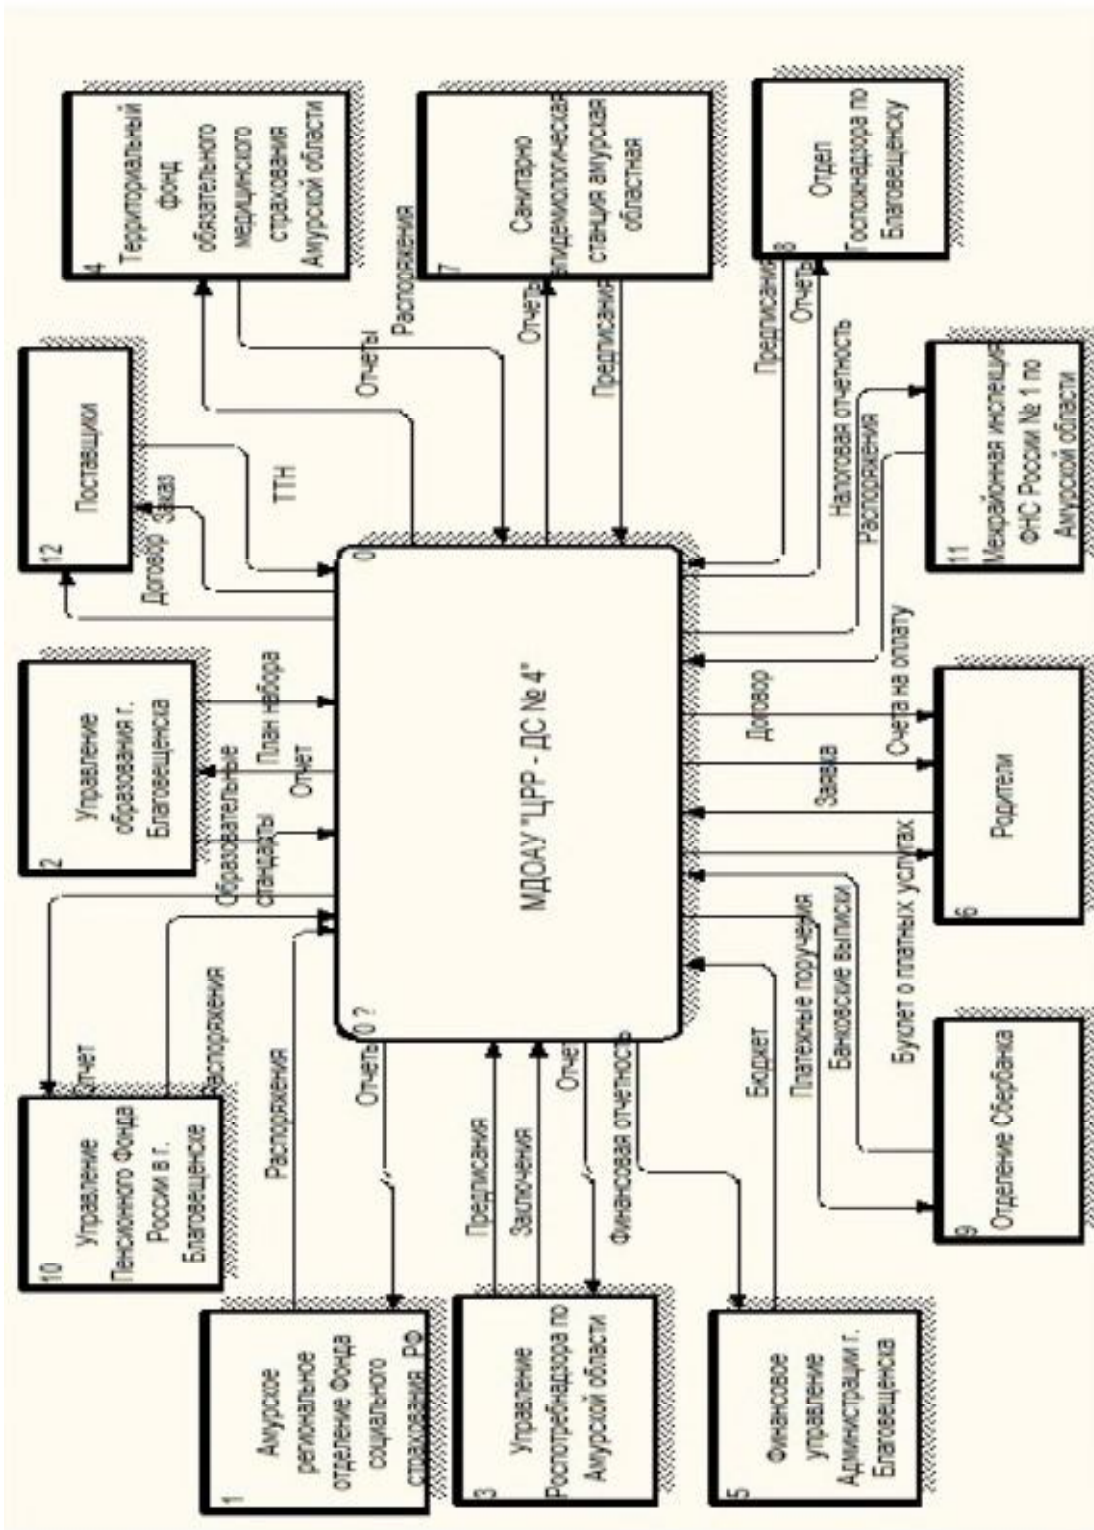 10
Управление
Пенсионного Фонда
России в г.
Благовещенске
Отчет
Распоряжения
2
Управление
образования г.
Благовещенска
Образовательные
стандарты
Отчет
План набора
12
Поставщики
Договор
Заказ
ТТН
4
Территориальный
фонд
обязательного
медицинского
страхования
Амурской области
Отчеты
Распоряжения
1
Амурское
региональное
отделение Фонда
социального
страхования РФ
Распоряжения
Отчеты
3
Управление
Роспотребнадзора по
Амурской области
Предписания
Заключения
Отчет
0 ?
МДОАУ "ЦРР - ДС № 4"
0
7
Санитарно
эпидемиологическая
станция амурская
областная
Отчеты
Предписания
5
Финансовое
управление
Администрации г.
Благовещенска
Финансовая отчетность
Бюджет
9
Отделение Сбербанка
Платежные поручения
Банковские выписки
6
Родители
Буклет о платных услугах
Заявка
Договор
Счета на оплату
11
Межрайонная инспекция
ФНС России № 1 по
Амурской области
Налоговая отчетность
Распоряжения
8
Отдел
Госпожнадзора по
Благовещенску
Предписания
Отчеты